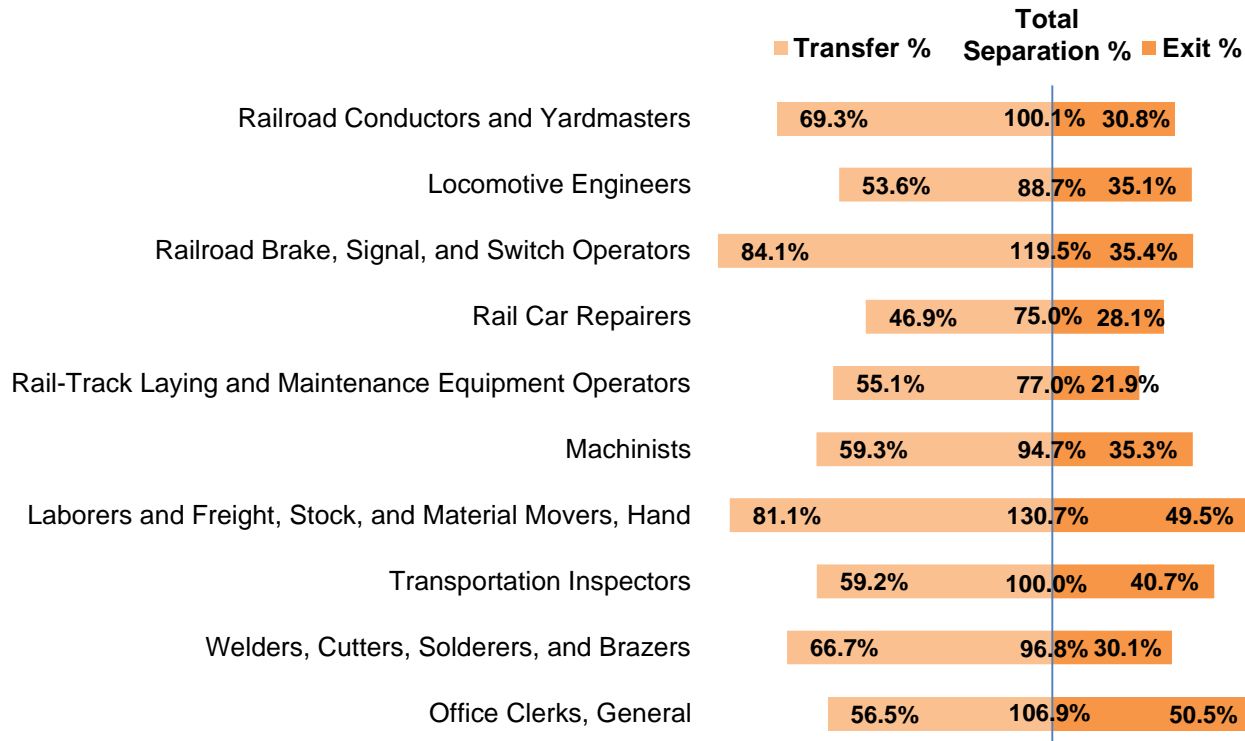 Total
Transfer % Separation % Exit %
Railroad Conductors and Yardmasters 69.3% 100.1% 30.8%
Locomotive Engineers 53.6% 88.7% 35.1%
Railroad Brake, Signal, and Switch Operators 84.1% 119.5% 35.4%
Rail Car Repairers 46.9% 75.0% 28.1%
Rail-Track Laying and Maintenance Equipment Operators 55.1% 77.0% 21.9%
Machinists 59.3% 94.7% 35.3%
Laborers and Freight, Stock, and Material Movers, Hand 81.1% 130.7% 49.5%
Transportation Inspectors 59.2% 100.0% 40.7%
Welders, Cutters, Solderers, and Brazers 66.7% 96.8% 30.1%
Office Clerks, General 56.5% 106.9% 50.5%